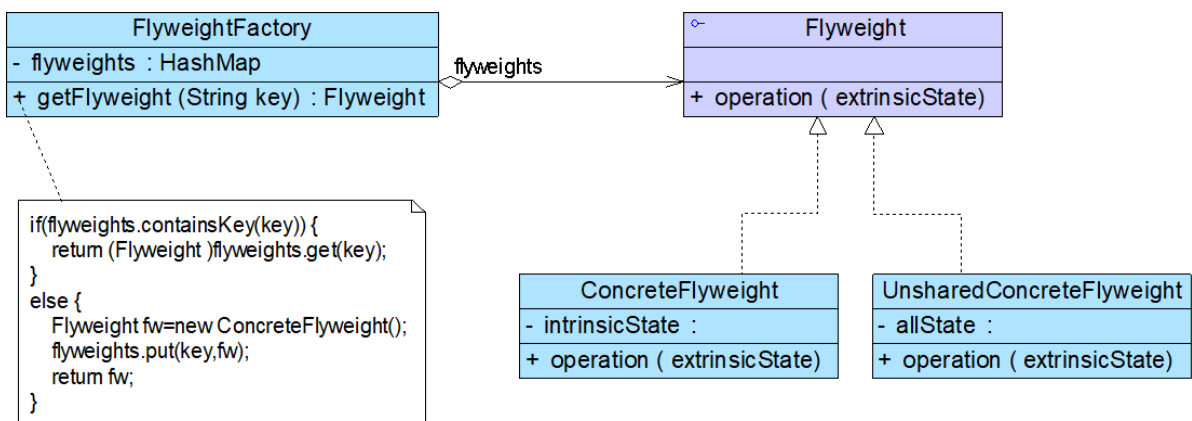 FlyweightFactory
- flyweights : HashMap
+ getFlyweight (String key) : Flyweight
flyweights
Flyweight
+ operation ( extrinsicState)
if(flyweights.containsKey(key)) {
return (Flyweight )flyweights.get(key);
}
else {
Flyweight fw=new ConcreteFlyweight();
flyweights.put(key,fw);
return fw;
}
ConcreteFlyweight
- intrinsicState :
+ operation ( extrinsicState)
UnsharedConcreteFlyweight
- allState :
+ operation ( extrinsicState)